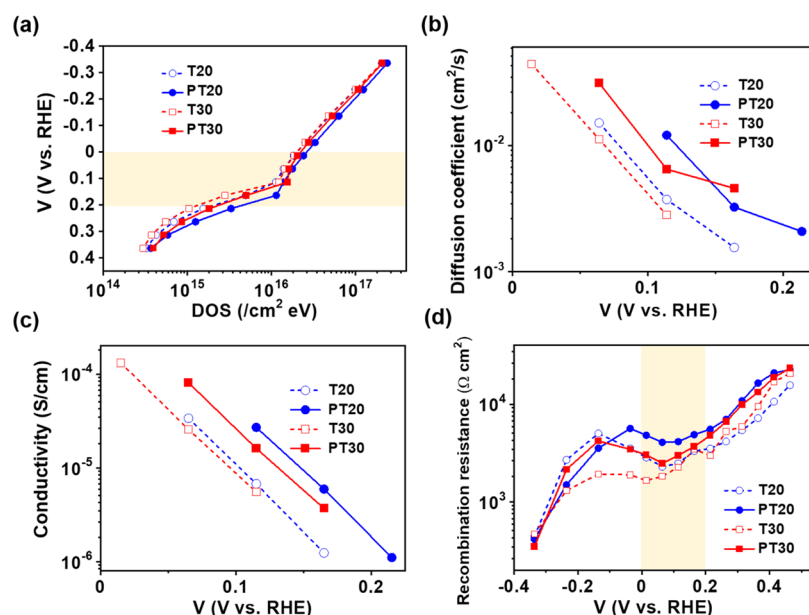 (a)
-0.4
-0.3
-0.2
-0.1
0
0.1
0.2
0.3
0.4
V (V vs. RHE)
T20
PT20
T30
PT30
10^14
10^15
10^16
10^17
DOS (/cm^2 eV)
(b)
10^-2
10^-3
Diffusion coefficient (cm^2/s)
T20
PT20
T30
PT30
0
0.1
0.2
V (V vs. RHE)
(c)
10^-4
10^-5
10^-6
Conductivity (S/cm)
T20
PT20
T30
PT30
0
0.1
0.2
V (V vs. RHE)
(d)
10^4
10^3
Recombination resistance (Ω cm^2)
T20
PT20
T30
PT30
-0.4
-0.2
0
0.2
0.4
V (V vs. RHE)